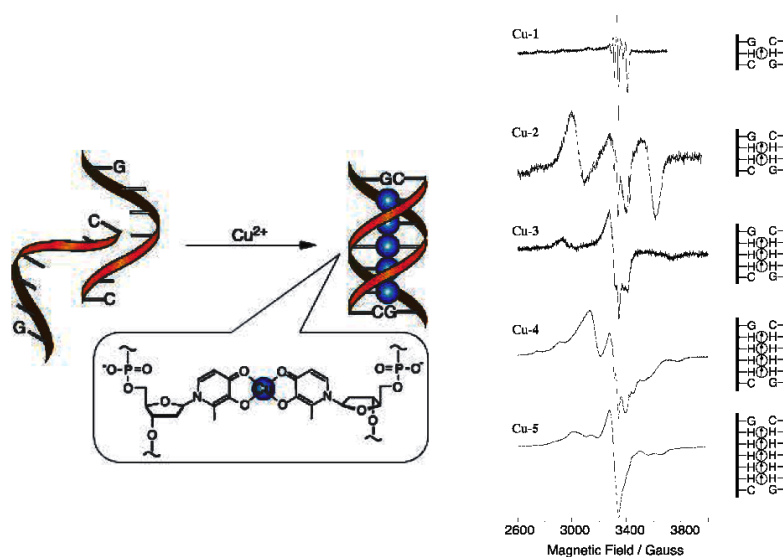 G
C
C
G
Cu2+
GC
CG
-O-P=O
O
O
N
O
O
O
O
O
N
O
O=P-O-
O
O
O
Cu-1
G C
H H
C G
Cu-2
G C
H H
H H
C G
Cu-3
G C
H H
H H
H H
C G
Cu-4
G C
H H
H H
H H
H H
C G
Cu-5
G C
H H
H H
H H
H H
H H
C G
2600 3000 3400 3800
Magnetic Field / Gauss